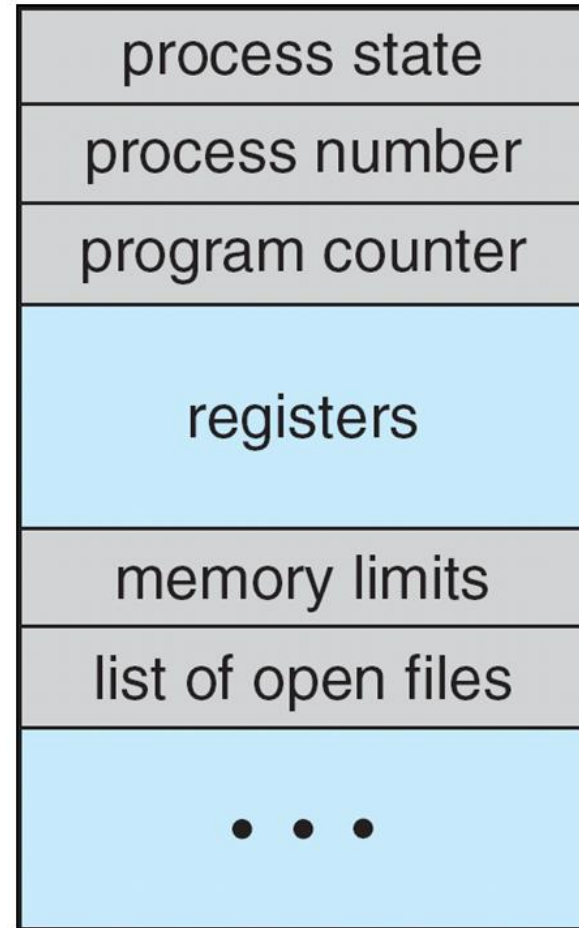 process state
process number
program counter
registers
memory limits
list of open files
• • •